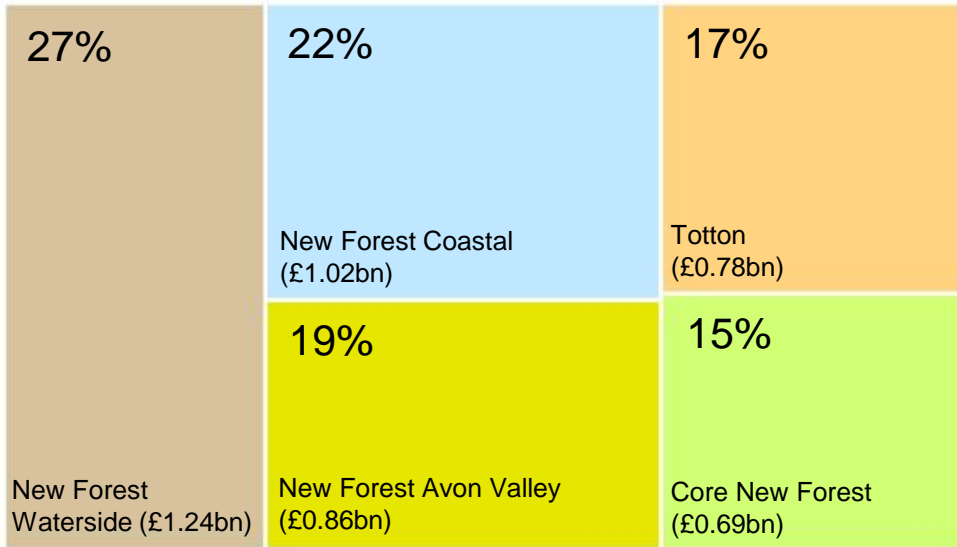 27%
New Forest
Waterside (£1.24bn)
22%
New Forest Coastal
(£1.02bn)
19%
New Forest Avon Valley
(£0.86bn)
17%
Totton
(£0.78bn)
15%
Core New Forest
(£0.69bn)